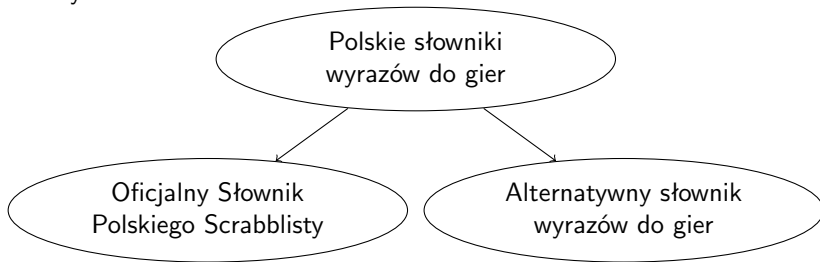 Polskie słowniki
wyrazów do gier
Oficjalny Słownik
Polskiego Scrabblisty
Alternatywny słownik
wyrazów do gier